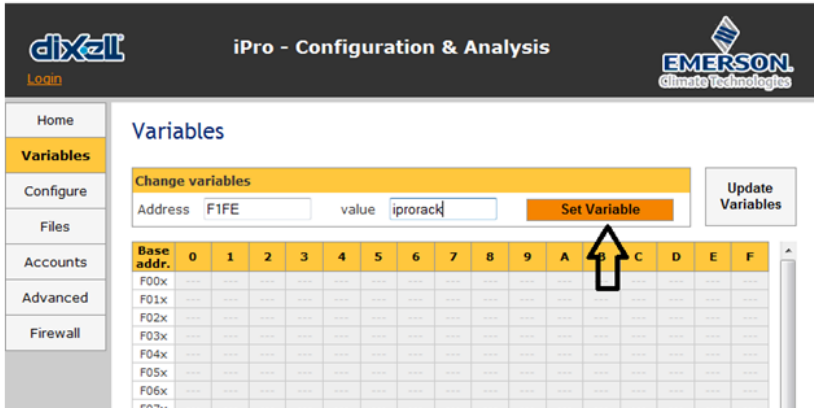 dixell
iPro - Configuration & Analysis
EMERSON.
Climate Technologies
Login
Home
Variables
Configure
Files
Accounts
Advanced
Firewall
Variables
Change variables
Address F1FE value iprorack Set Variable
Update
Variables
Base addr. 0 1 2 3 4 5 6 7 8 9 A B C D E F
F00x --- --- --- --- --- --- --- --- --- --- --- --- --- --- --- ---
F01x --- --- --- --- --- --- --- --- --- --- --- --- --- --- --- ---
F02x --- --- --- --- --- --- --- --- --- --- --- --- --- --- --- ---
F03x --- --- --- --- --- --- --- --- --- --- --- --- --- --- --- ---
F04x --- --- --- --- --- --- --- --- --- --- --- --- --- --- --- ---
F05x --- --- --- --- --- --- --- --- --- --- --- --- --- --- --- ---
F06x --- --- --- --- --- --- --- --- --- --- --- --- --- --- --- ---